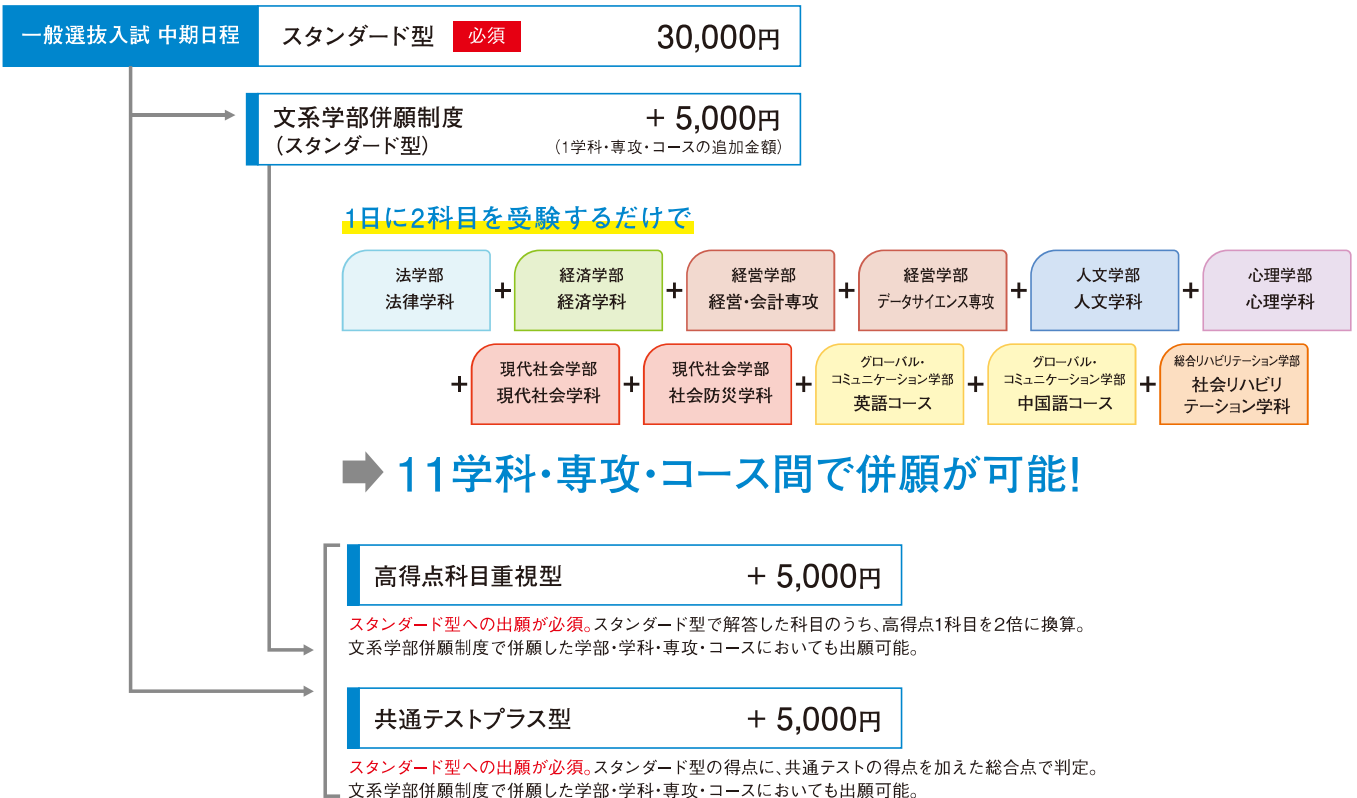 一般選抜入試 中期日程
スタンダード型 必須 30,000円
文系学部併願制度 + 5,000円
(スタンダード型) (1学科・専攻・コースの追加金額)
1日に2科目を受験するだけで
法学部
法律学科
+
経済学部
経済学科
+
経営学部
経営・会計専攻
+
経営学部
データサイエンス専攻
+
人文学部
人文学科
+
心理学部
心理学科
+
現代社会学部
現代社会学科
+
現代社会学部
社会防災学科
+
グローバル・
コミュニケーション学部
英語コース
+
グローバル・
コミュニケーション学部
中国語コース
+
総合リハビリテーション学部
社会リハビリ
テーション学科
11学科・専攻・コース間で併願が可能!
高得点科目重視型 + 5,000円
スタンダード型への出願が必須。スタンダード型で解答した科目のうち、高得点1科目を2倍に換算。
文系学部併願制度で併願した学部・学科・専攻・コースにおいても出願可能。
共通テストプラス型 + 5,000円
スタンダード型への出願が必須。スタンダード型の得点に、共通テストの得点を加えた総合点で判定。
文系学部併願制度で併願した学部・学科・専攻・コースにおいても出願可能。